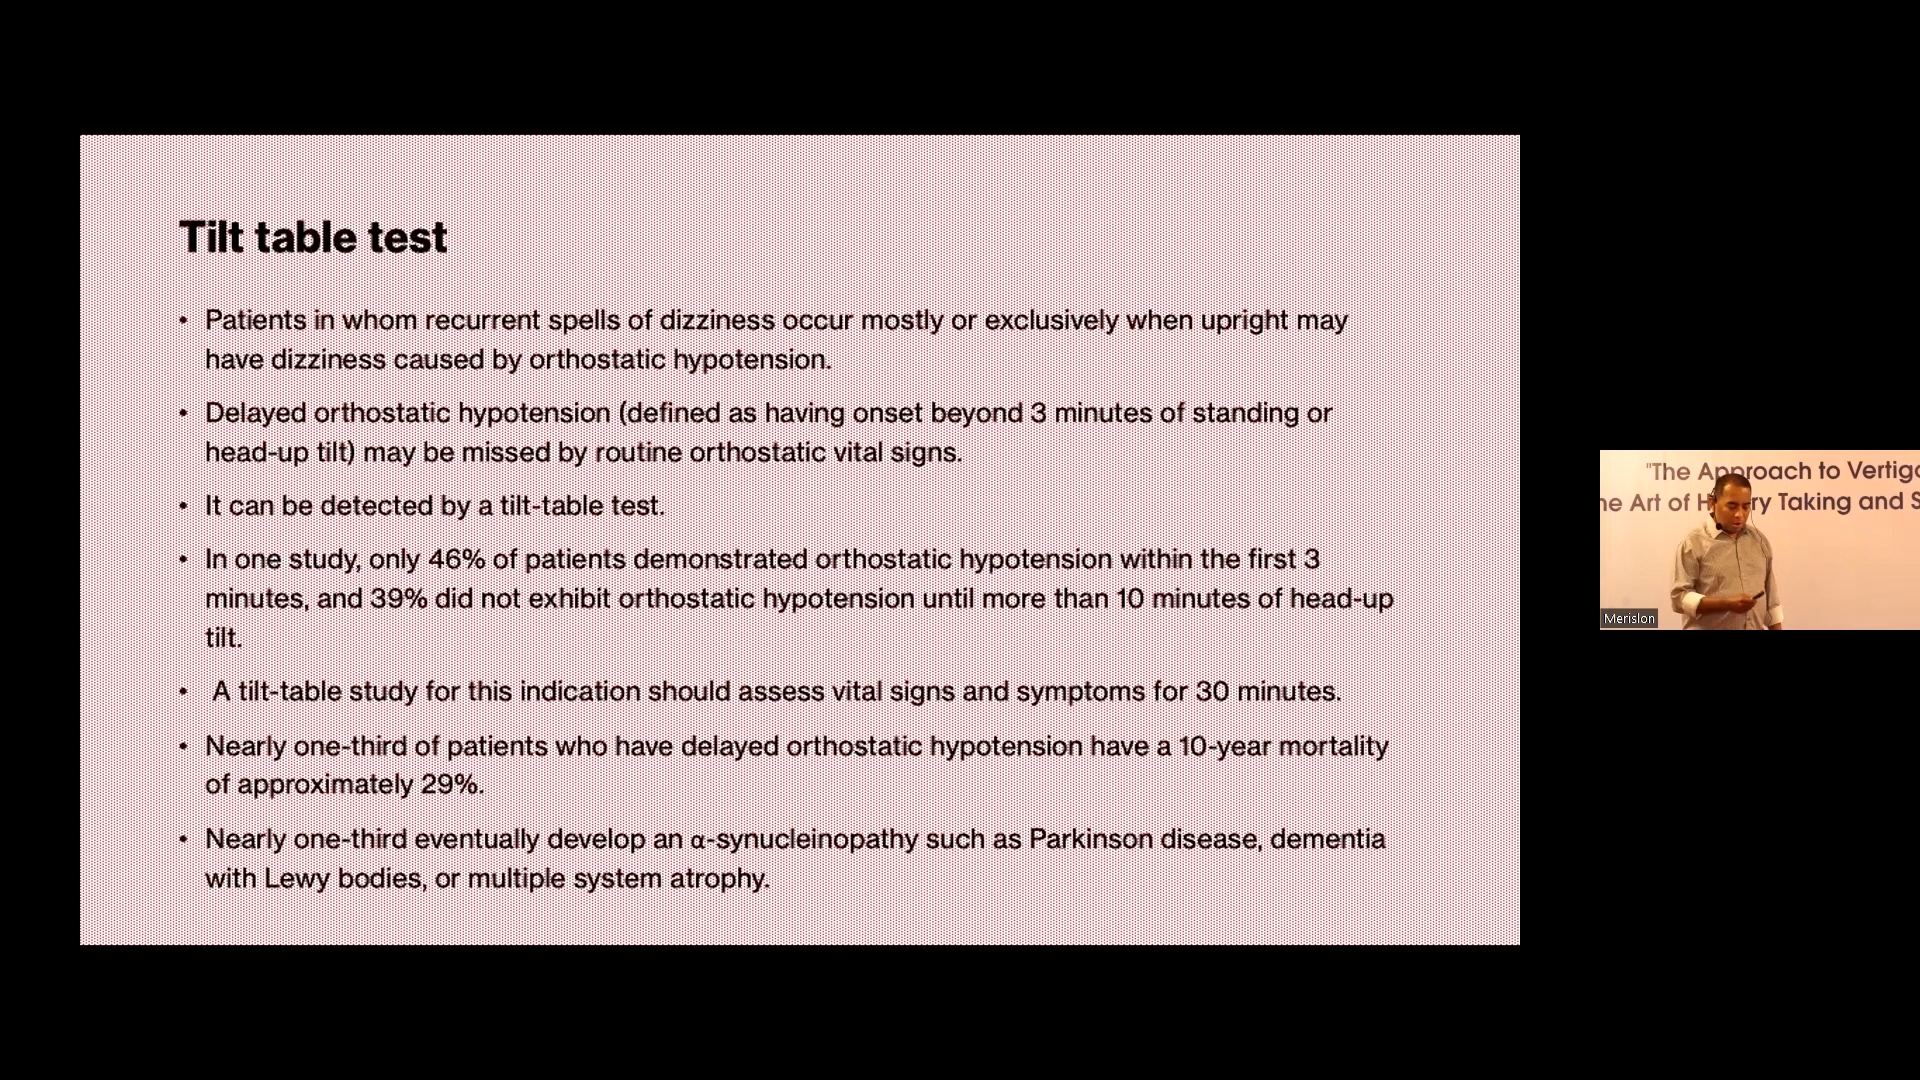 Tilt table test
• Patients in whom recurrent spells of dizziness occur mostly or exclusively when upright may
have dizziness caused by orthostatic hypotension.
• Delayed orthostatic hypotension (defined as having onset beyond 3 minutes of standing or
head-up tilt) may be missed by routine orthostatic vital signs.
• It can be detected by a tilt-table test.
• In one study, only 46% of patients demonstrated orthostatic hypotension within the first 3
minutes, and 39% did not exhibit orthostatic hypotension until more than 10 minutes of head-up
tilt.
• A tilt-table study for this indication should assess vital signs and symptoms for 30 minutes.
• Nearly one-third of patients who have delayed orthostatic hypotension have a 10-year mortality
of approximately 29%.
• Nearly one-third eventually develop an α-synucleinopathy such as Parkinson disease, dementia
with Lewy bodies, or multiple system atrophy.
"The Approach to Vertigo
Art of Taking and
Merislon